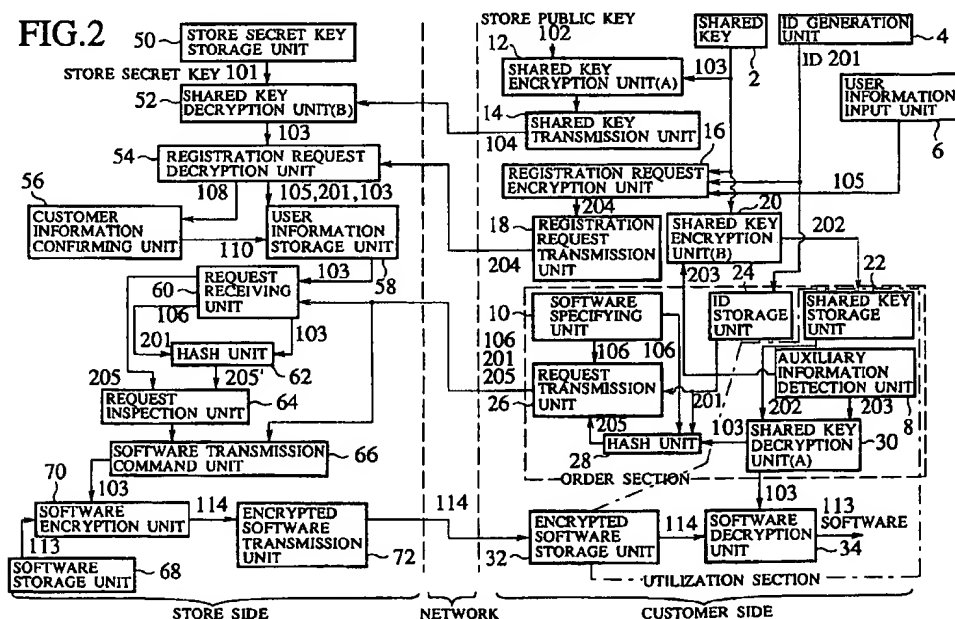 FIG.2
50
STORE SECRET KEY
STORAGE UNIT
STORE SECRET KEY 101
52
SHARED KEY
DECRYPTION UNIT(B)
103
54
REGISTRATION REQUEST
DECRYPTION UNIT
108
105,201,103
56
CUSTOMER
INFORMATION
CONFIRMING UNIT
110
USER
INFORMATION
STORAGE UNIT
58
103
60
REQUEST
RECEIVING
UNIT
106
201
103
HASH UNIT
62
205
205'
REQUEST
INSPECTION UNIT
64
SOFTWARE TRANSMISSION
COMMAND UNIT
66
103
70
SOFTWARE
ENCRYPTION UNIT
114
ENCRYPTED
SOFTWARE
TRANSMISSION
UNIT
72
113
SOFTWARE
STORAGE UNIT
68
STORE SIDE
NETWORK
114
STORE PUBLIC KEY
102
12
SHARED KEY
ENCRYPTION UNIT(A)
103
SHARED
KEY
2
ID GENERATION
UNIT
4
ID 201
14
SHARED KEY
TRANSMISSION UNIT
104
USER
INFORMATION
INPUT UNIT
6
16
REGISTRATION REQUEST
ENCRYPTION UNIT
105
204
18
REGISTRATION
REQUEST
TRANSMISSION
UNIT
204
20
SHARED KEY
ENCRYPTION
UNIT(B)
202
203
24
22
10
SOFTWARE
SPECIFYING
UNIT
ID STORAGE
UNIT
SHARED KEY
STORAGE
UNIT
106
201
205
106
106
REQUEST
TRANSMISSION
UNIT
26
AUXILIARY
INFORMATION
DETECTION UNIT
8
201
202
203
205
HASH UNIT
28
103
SHARED KEY
DECRYPTION
UNIT(A)
30
ORDER SECTION
103
ENCRYPTED
SOFTWARE
STORAGE UNIT
32
114
SOFTWARE
DECRYPTION
UNIT
34
113
SOFTWARE
UTILIZATION SECTION
CUSTOMER SIDE